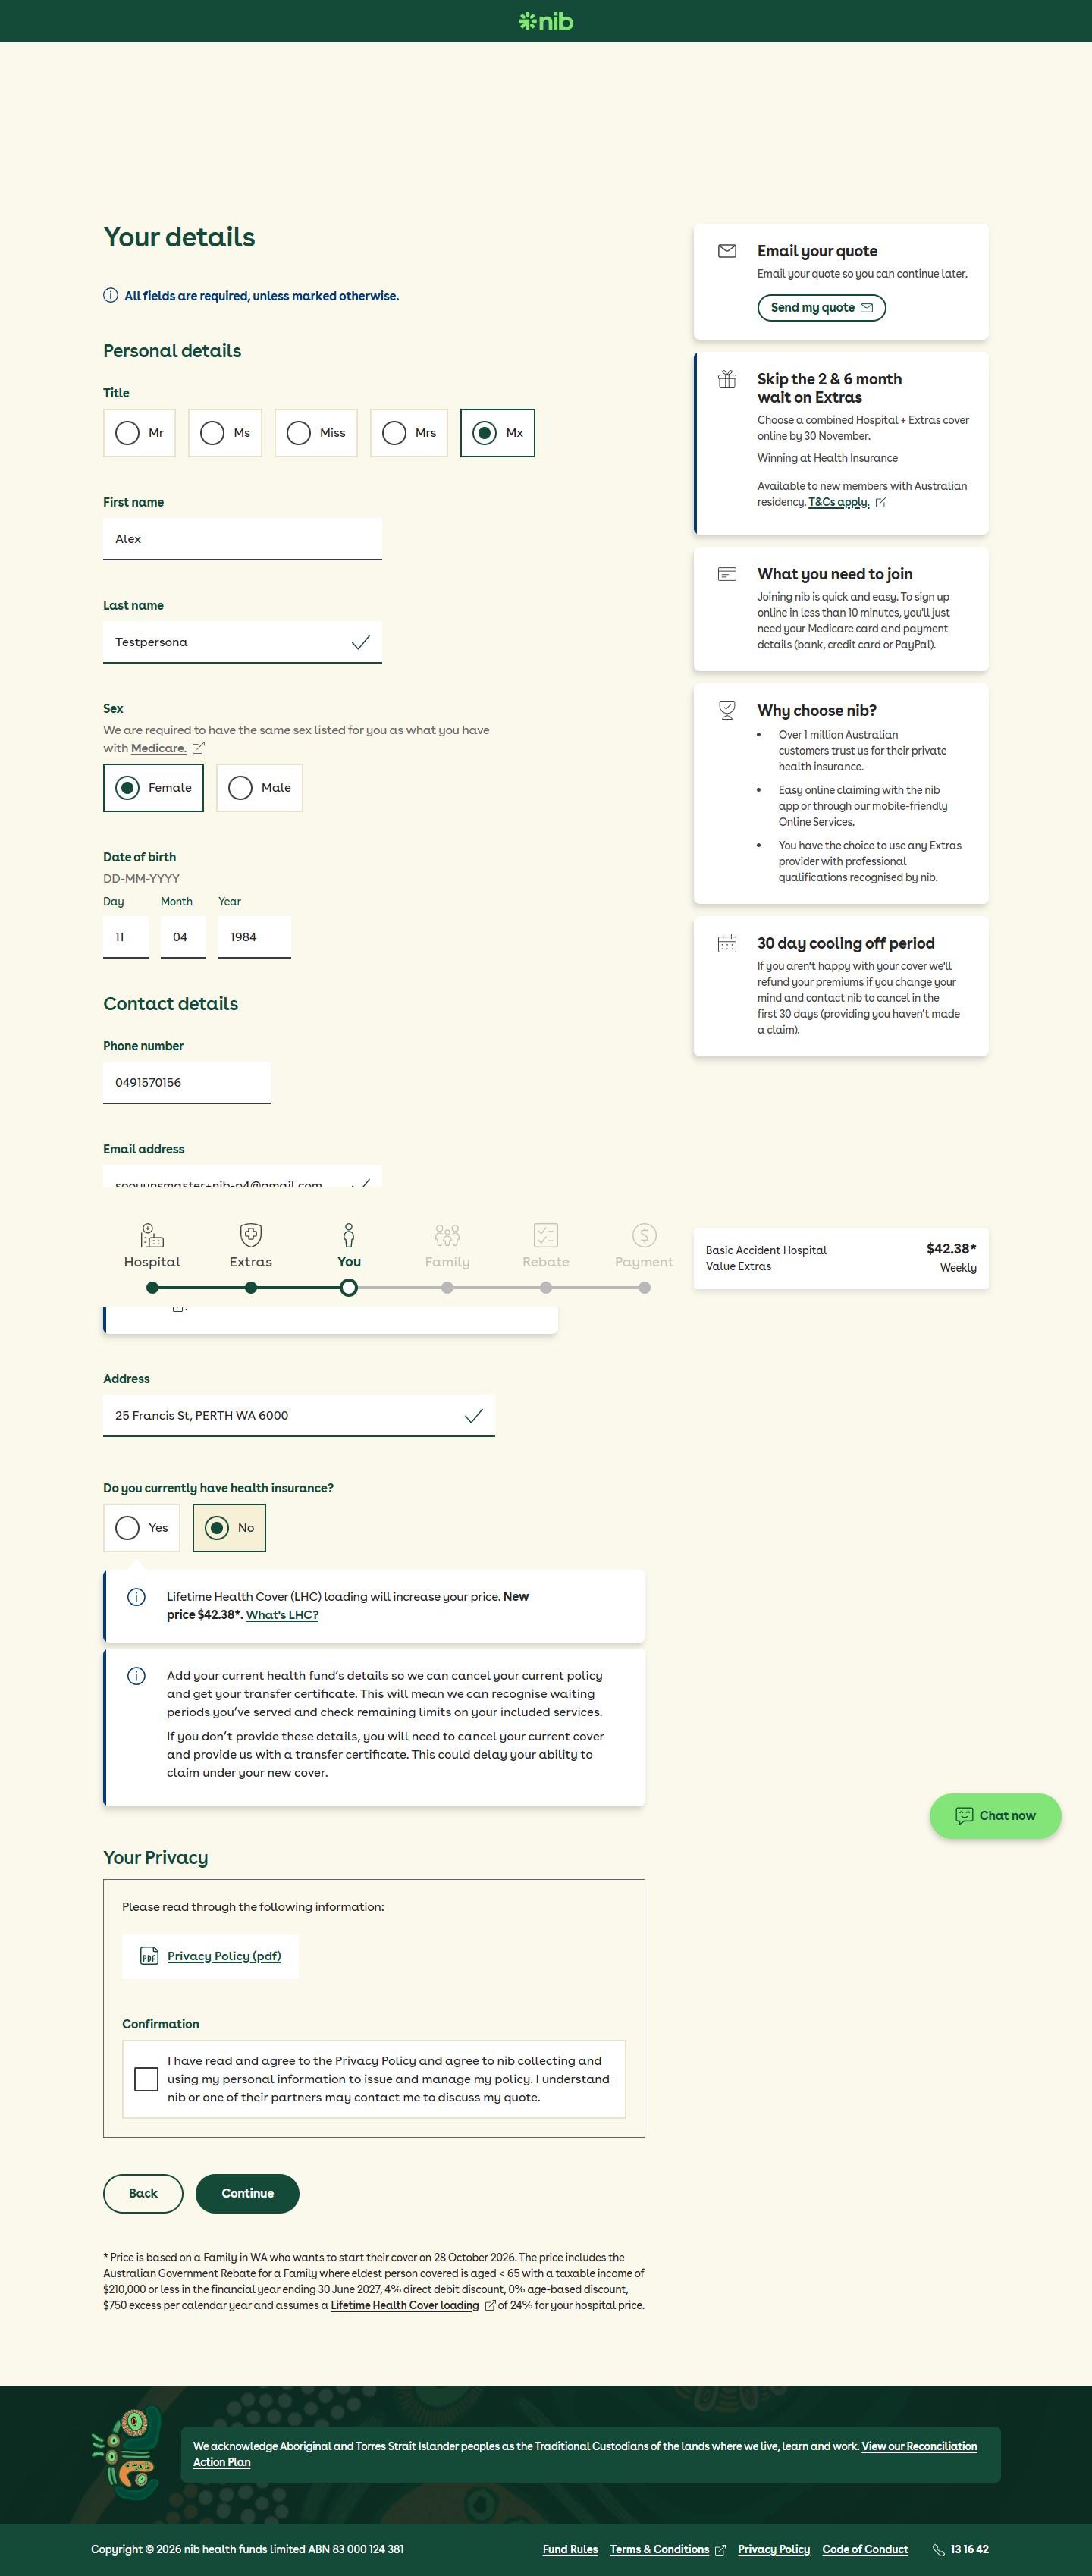 nib
Your details
All fields are required, unless marked otherwise.
Personal details
Title
Mr
Ms
Miss
Mrs
Mx
First name
Alex
Last name
Testpersona
Sex
We are required to have the same sex listed for you as what you have
with Medicare.
Female
Male
Date of birth
DD-MM-YYYY
Day
Month
Year
11
04
1984
Contact details
Phone number
0491570156
Email address
sooyunsmaster+nib-p4@gmail.com
Email your quote
Email your quote so you can continue later.
Send my quote
Skip the 2 & 6 month
wait on Extras
Choose a combined Hospital + Extras cover
online by 30 November.
Winning at Health Insurance
Available to new members with Australian
residency. T&Cs apply.
What you need to join
Joining nib is quick and easy. To sign up
online in less than 10 minutes, you'll just
need your Medicare card and payment
details (bank, credit card or PayPal).
Why choose nib?
• Over 1 million Australian
customers trust us for their private
health insurance.
• Easy online claiming with the nib
app or through our mobile-friendly
Online Services.
• You have the choice to use any Extras
provider with professional
qualifications recognised by nib.
30 day cooling off period
If you aren't happy with your cover we'll
refund your premiums if you change your
mind and contact nib to cancel in the
first 30 days (providing you haven't made
a claim).
Hospital
Extras
You
Family
Rebate
Payment
Basic Accident Hospital
Value Extras
$42.38*
Weekly
Address
25 Francis St, PERTH WA 6000
Do you currently have health insurance?
Yes
No
Lifetime Health Cover (LHC) loading will increase your price. New
price $42.38*. What's LHC?
Add your current health fund’s details so we can cancel your current policy
and get your transfer certificate. This will mean we can recognise waiting
periods you’ve served and check remaining limits on your included services.
If you don’t provide these details, you will need to cancel your current cover
and provide us with a transfer certificate. This could delay your ability to
claim under your new cover.
Chat now
Your Privacy
Please read through the following information:
PDF
Privacy Policy (pdf)
Confirmation
I have read and agree to the Privacy Policy and agree to nib collecting and
using my personal information to issue and manage my policy. I understand
nib or one of their partners may contact me to discuss my quote.
Back
Continue
* Price is based on a Family in WA who wants to start their cover on 28 October 2026. The price includes the
Australian Government Rebate for a Family where eldest person covered is aged < 65 with a taxable income of
$210,000 or less in the financial year ending 30 June 2027, 4% direct debit discount, 0% age-based discount,
$750 excess per calendar year and assumes a Lifetime Health Cover loading of 24% for your hospital price.
We acknowledge Aboriginal and Torres Strait Islander peoples as the Traditional Custodians of the lands where we live, learn and work. View our Reconciliation
Action Plan
Copyright © 2026 nib health funds limited ABN 83 000 124 381
Fund Rules
Terms & Conditions
Privacy Policy
Code of Conduct
13 16 42